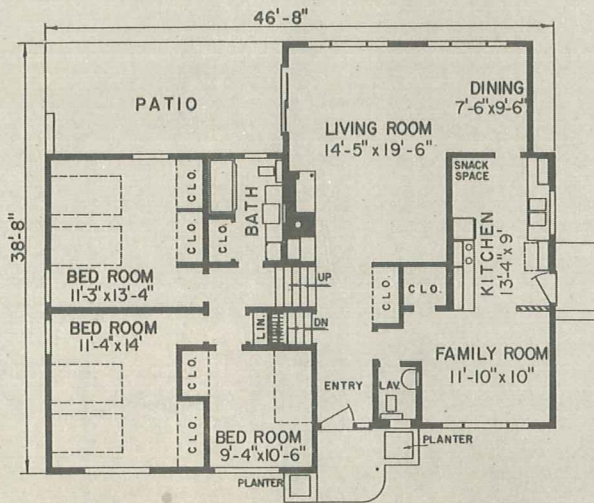 46'-8"
38'-8"
PATIO
DINING
7'-6"x9'-6"
LIVING ROOM
14'-5" x 19'-6"
SNACK
SPACE
CLO.
CLO.
CLO.
BATH
KITCHEN
13'-4" x 9'
BED ROOM
11'-3"x13'-4"
UP
CLO.
CLO.
BED ROOM
11'-4"x14'
LIN.
DN
FAMILY ROOM
11'-10" x 10'
CLO.
CLO.
ENTRY
LAV.
BED ROOM
9'-4"x10'-6"
PLANTER
PLANTER